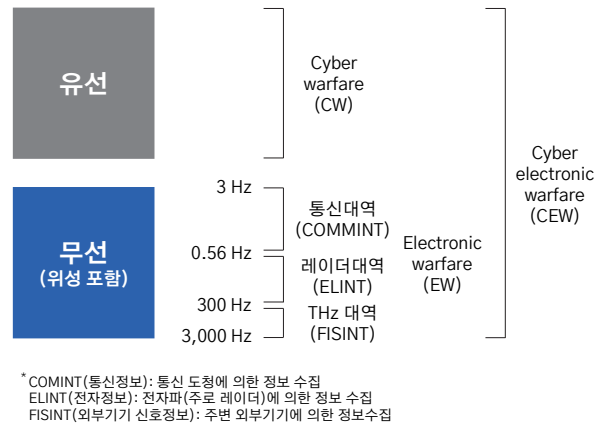 유선
Cyber
warfare
(CW)
Cyber
electronic
warfare
(CEW)
무선
(위성 포함)
3 Hz
0.56 Hz
300 Hz
3,000 Hz
통신대역
(COMMINT)
레이더대역
(ELINT)
THz 대역
(FISINT)
Electronic
warfare
(EW)
*COMINT(통신정보): 통신 도청에 의한 정보 수집
ELINT(전자정보): 전자파(주로 레이더)에 의한 정보 수집
FISINT(외부기기 신호정보): 주변 외부기기에 의한 정보수집